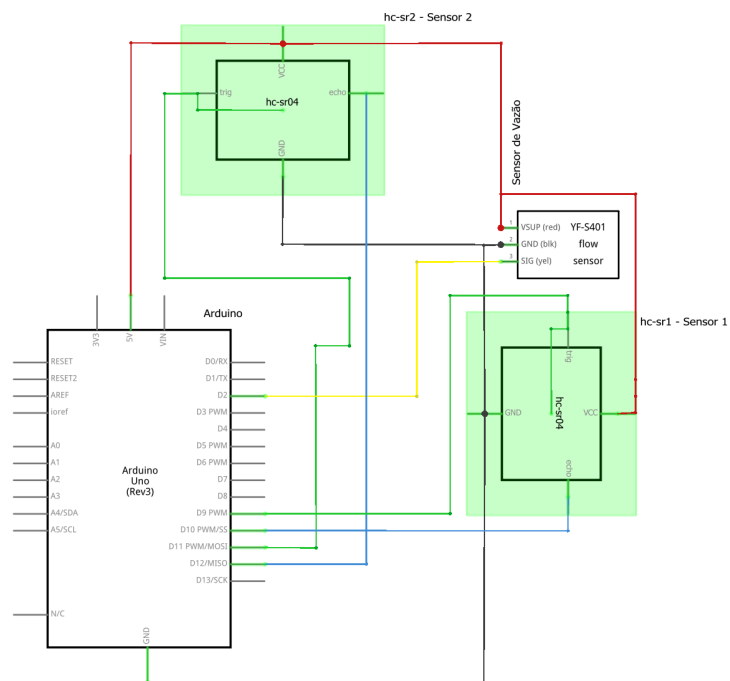 hc-sr2 - Sensor 2
VCC
trig
hc-sr04
echo
GND
Sensor de Vazão
1
VSUP (red)
YF-S401
2
GND (blk)
flow
3
SIG (yel)
sensor
hc-sr1 - Sensor 1
trig
GND
hc-sr04
VCC
echo
Arduino
3V3
5V
VIN
RESET
RESET2
AREF
ioref
A0
A1
A2
A3
A4/SDA
A5/SCL
N/C
Arduino
Uno
(Rev3)
D0/RX
D1/TX
D2
D3 PWM
D4
D5 PWM
D6 PWM
D7
D8
D9 PWM
D10 PWM/SS
D11 PWM/MOSI
D12/MISO
D13/SCK
GND